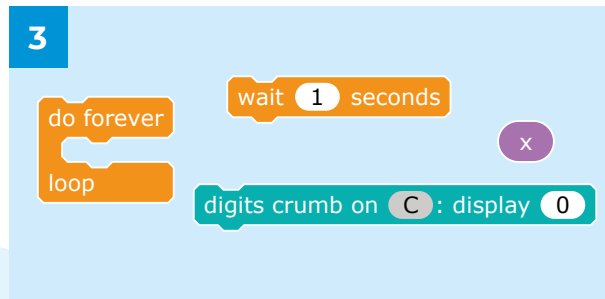 3
wait 1 seconds
do forever
x
loop
digits crumb on C : display 0